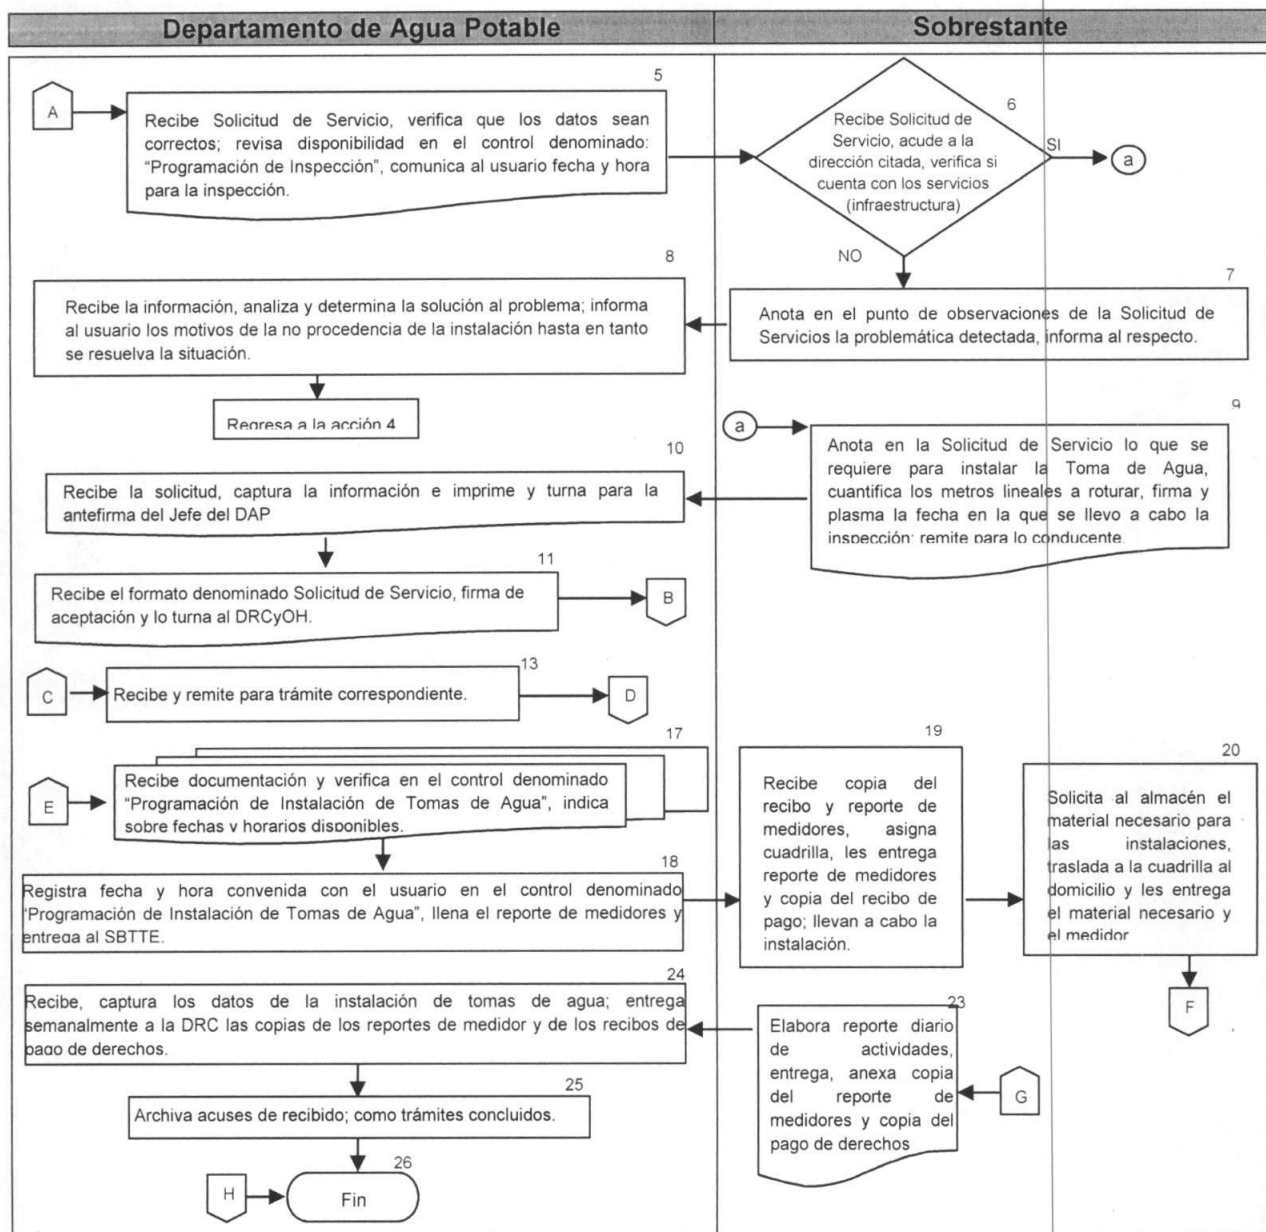 Departamento de Agua Potable
Sobrestante
A
5
Recibe Solicitud de Servicio, verifica que los datos sean
correctos; revisa disponibilidad en el control denominado:
“Programación de Inspección”, comunica al usuario fecha y hora
para la inspección.
6
Recibe Solicitud de
Servicio, acude a la
dirección citada, verifica si
cuenta con los servicios
(infraestructura)
SI
a
NO
8
Recibe la información, analiza y determina la solución al problema; informa
al usuario los motivos de la no procedencia de la instalación hasta en tanto
se resuelva la situación.
7
Anota en el punto de observaciones de la Solicitud de
Servicios la problemática detectada, informa al respecto.
Regresa a la acción 4
a
9
Anota en la Solicitud de Servicio lo que se
requiere para instalar la Toma de Agua,
cuantifica los metros lineales a roturar, firma y
plasma la fecha en la que se llevo a cabo la
inspección; remite para lo conducente.
10
Recibe la solicitud, captura la información e imprime y turna para la
antefirma del Jefe del DAP
11
Recibe el formato denominado Solicitud de Servicio, firma de
aceptación y lo turna al DRCyOH.
B
C
13
Recibe y remite para trámite correspondiente.
D
E
17
Recibe documentación y verifica en el control denominado
“Programación de Instalación de Tomas de Agua”, indica
sobre fechas y horarios disponibles.
18
Registra fecha y hora convenida con el usuario en el control denominado
“Programación de Instalación de Tomas de Agua”, llena el reporte de medidores y
entrega al SBTTE.
19
Recibe copia del
recibo y reporte de
medidores, asigna
cuadrilla, les entrega
reporte de medidores
y copia del recibo de
pago; llevan a cabo la
instalación.
20
Solicita al almacén el
material necesario para
las instalaciones,
traslada a la cuadrilla al
domicilio y les entrega
el material necesario y
el medidor
F
24
Recibe, captura los datos de la instalación de tomas de agua; entrega
semanalmente a la DRC las copias de los reportes de medidor y de los recibos de
pago de derechos.
23
Elabora reporte diario
de actividades,
entrega, anexa copia
del reporte de
medidores y copia del
pago de derechos
G
25
Archiva acuses de recibido; como trámites concluidos.
H
26
Fin